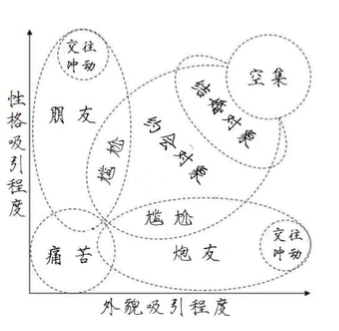 交往
冲动
空集
结婚对象
朋友
约会对象
尴尬
性格吸引程度
尴尬
交往
冲动
痛苦
炮友
外貌吸引程度